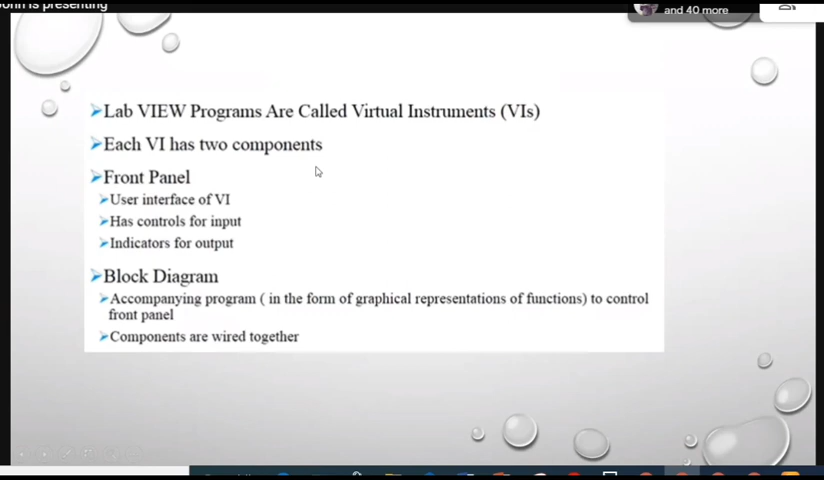 is presenting
and 40 more
Lab VIEW Programs Are Called Virtual Instruments (VIs)
Each VI has two components
Front Panel
User interface of VI
Has controls for input
Indicators for output
Block Diagram
Accompanying program ( in the form of graphical representations of functions) to control
front panel
Components are wired together